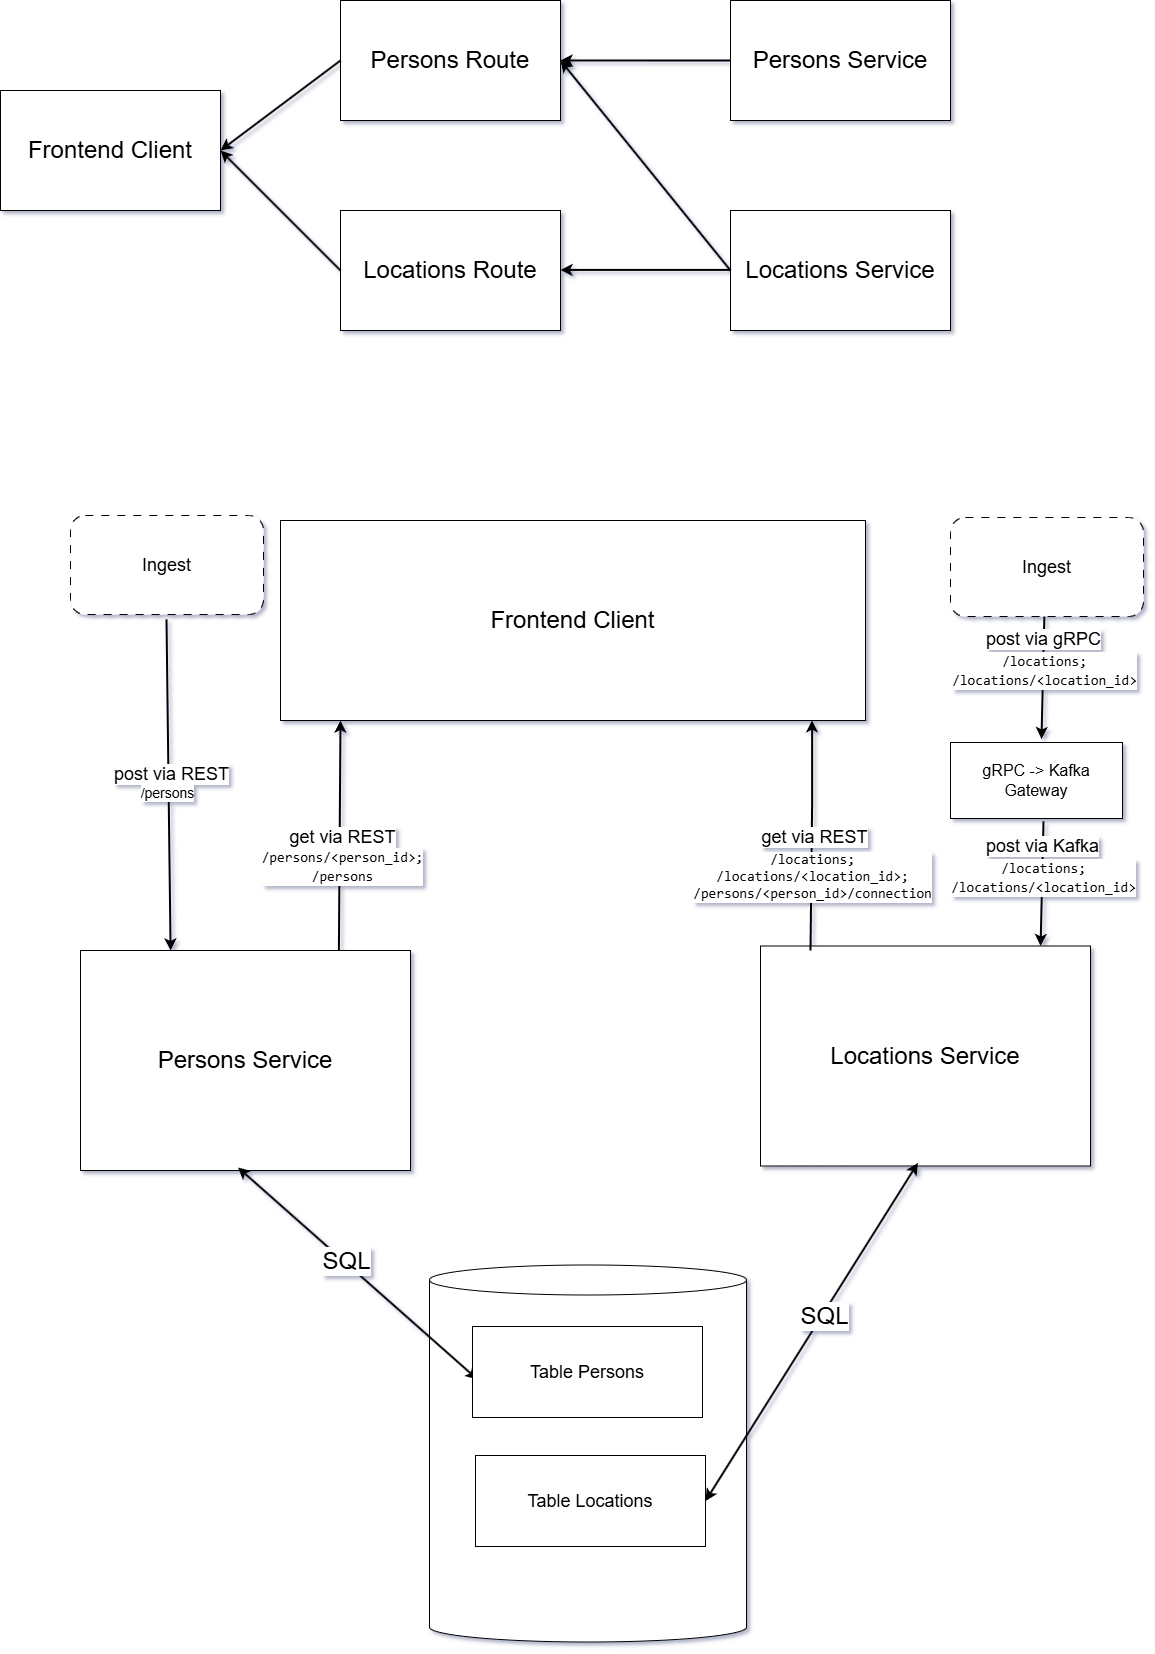 Persons Route
Persons Service
Frontend Client
Locations Route
Locations Service
Ingest
Frontend Client
Ingest
post via gRPC
/locations;
/locations/<location_id>
post via REST
/persons
gRPC -> Kafka
Gateway
get via REST
/persons/<person_id>;
/persons
get via REST
/locations;
/locations/<location_id>;
/persons/<person_id>/connection
post via Kafka
/locations;
/locations/<location_id>
Persons Service
Locations Service
SQL
SQL
Table Persons
Table Locations